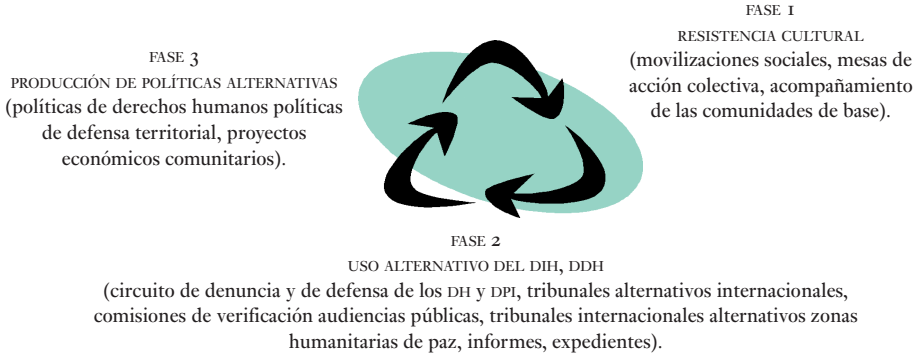 FASE 1
RESISTENCIA CULTURAL
(movilizaciones sociales, mesas de
acción colectiva, acompañamiento
de las comunidades de base).
FASE 2
USO ALTERNATIVO DEL DIH, DDH
(circuito de denuncia y de defensa de los DH y DPI, tribunales alternativos internacionales,
comisiones de verificación audiencias públicas, tribunales internacionales alternativos zonas
humanitarias de paz, informes, expedientes).
FASE 3
PRODUCCIÓN DE POLÍTICAS ALTERNATIVAS
(políticas de derechos humanos políticas
de defensa territorial, proyectos
económicos comunitarios).